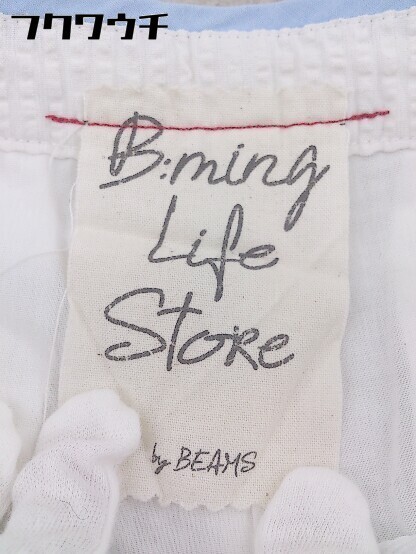 フクワウチ
B:ming
Life
Store
by BEAMS